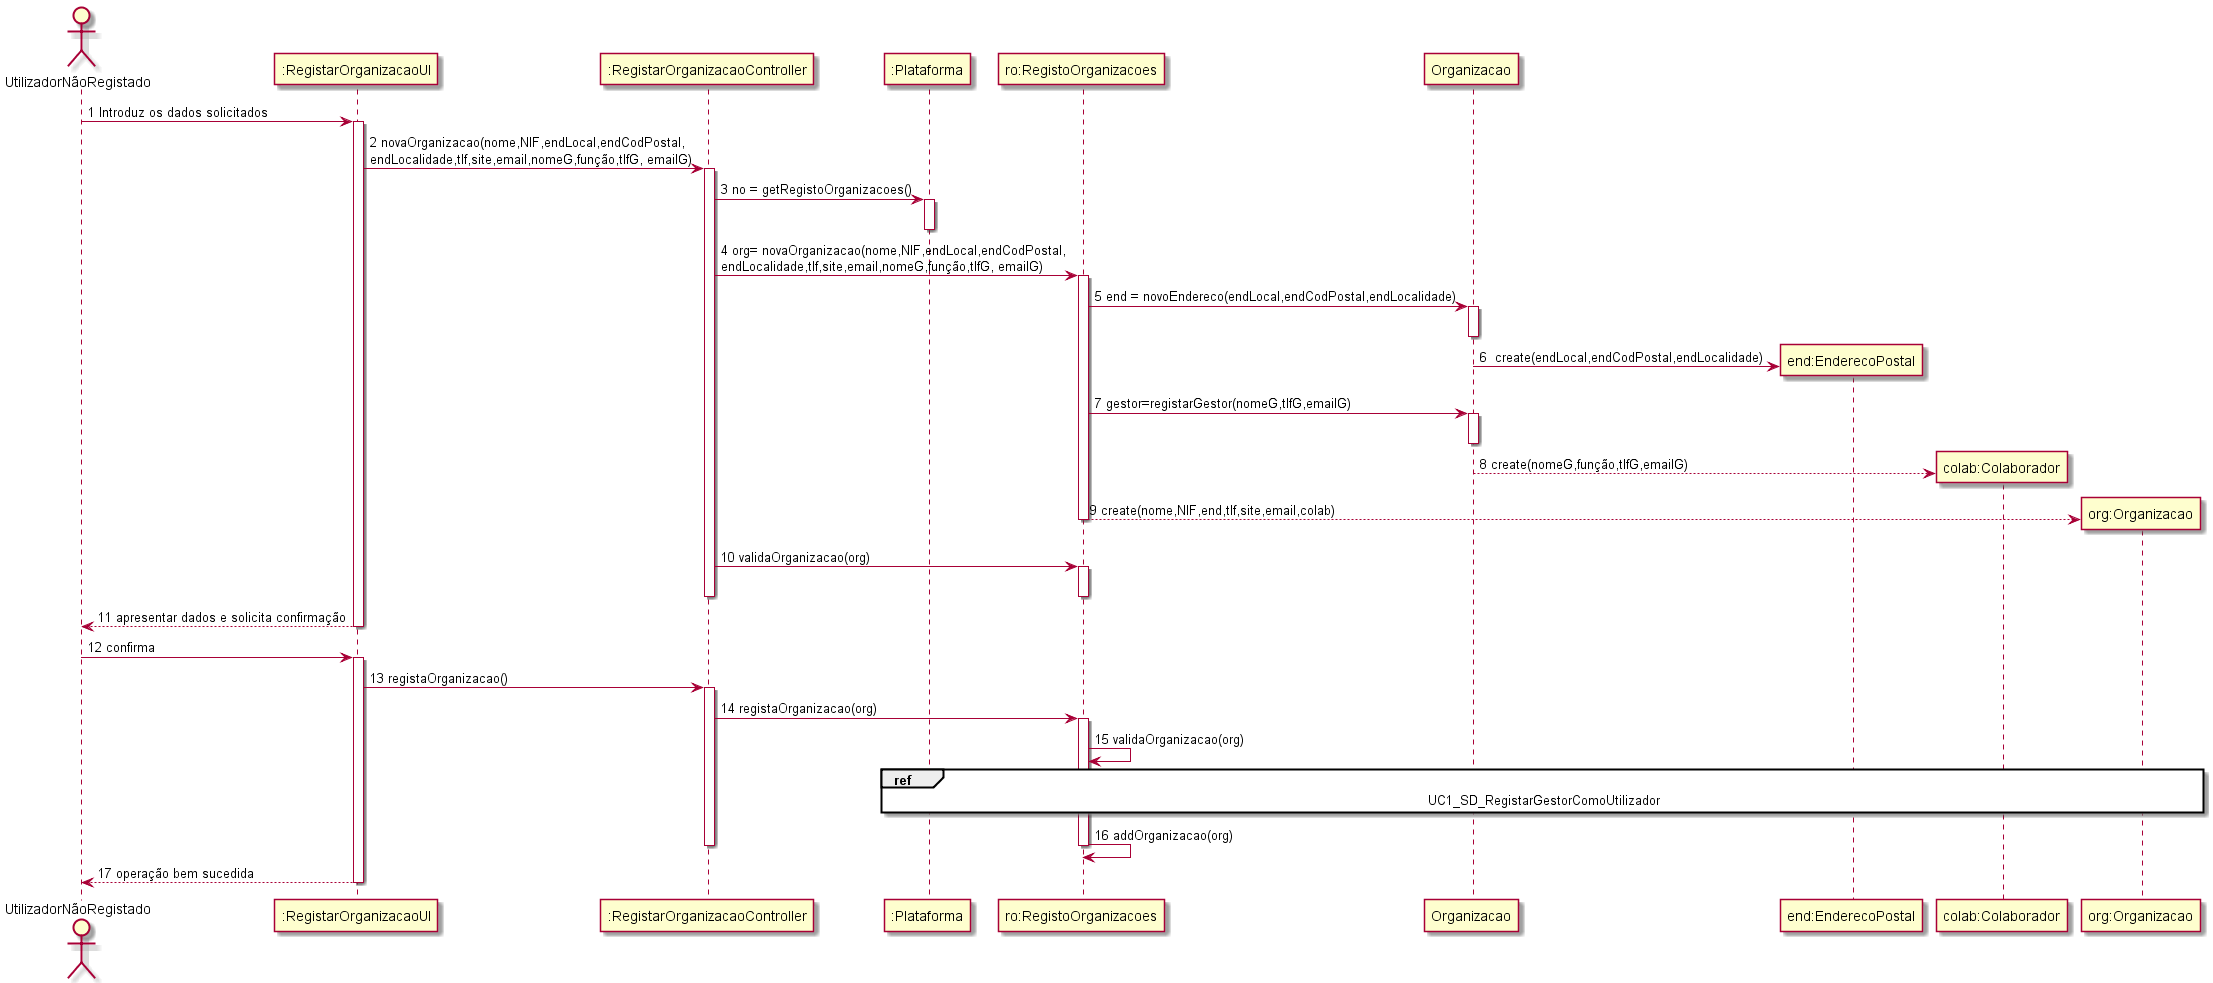 UtilizadorNãoRegistado
:RegistarOrganizacaoUI
:RegistarOrganizacaoController
:Plataforma
ro:RegistoOrganizacoes
Organizacao
1 Introduz os dados solicitados
2 novaOrganizacao(nome,NIF,endLocal,endCodPostal,
endLocalidade,tlf,site,email,nomeG,função,tlfG, emailG)
3 no = getRegistoOrganizacoes()
4 org= novaOrganizacao(nome,NIF,endLocal,endCodPostal,
endLocalidade,tlf,site,email,nomeG,função,tlfG, emailG)
5 end = novoEndereco(endLocal,endCodPostal,endLocalidade)
6 create(endLocal,endCodPostal,endLocalidade)
end:EnderecoPostal
7 gestor=registarGestor(nomeG,tlfG,emailG)
8 create(nomeG,função,tlfG,emailG)
colab:Colaborador
9 create(nome,NIF,end,tlf,site,email,colab)
org:Organizacao
10 validaOrganizacao(org)
11 apresentar dados e solicita confirmação
12 confirma
13 registaOrganizacao()
14 registaOrganizacao(org)
15 validaOrganizacao(org)
ref
UC1_SD_RegistarGestorComoUtilizador
16 addOrganizacao(org)
17 operação bem sucedida
UtilizadorNãoRegistado
:RegistarOrganizacaoUI
:RegistarOrganizacaoController
:Plataforma
ro:RegistoOrganizacoes
Organizacao
end:EnderecoPostal
colab:Colaborador
org:Organizacao